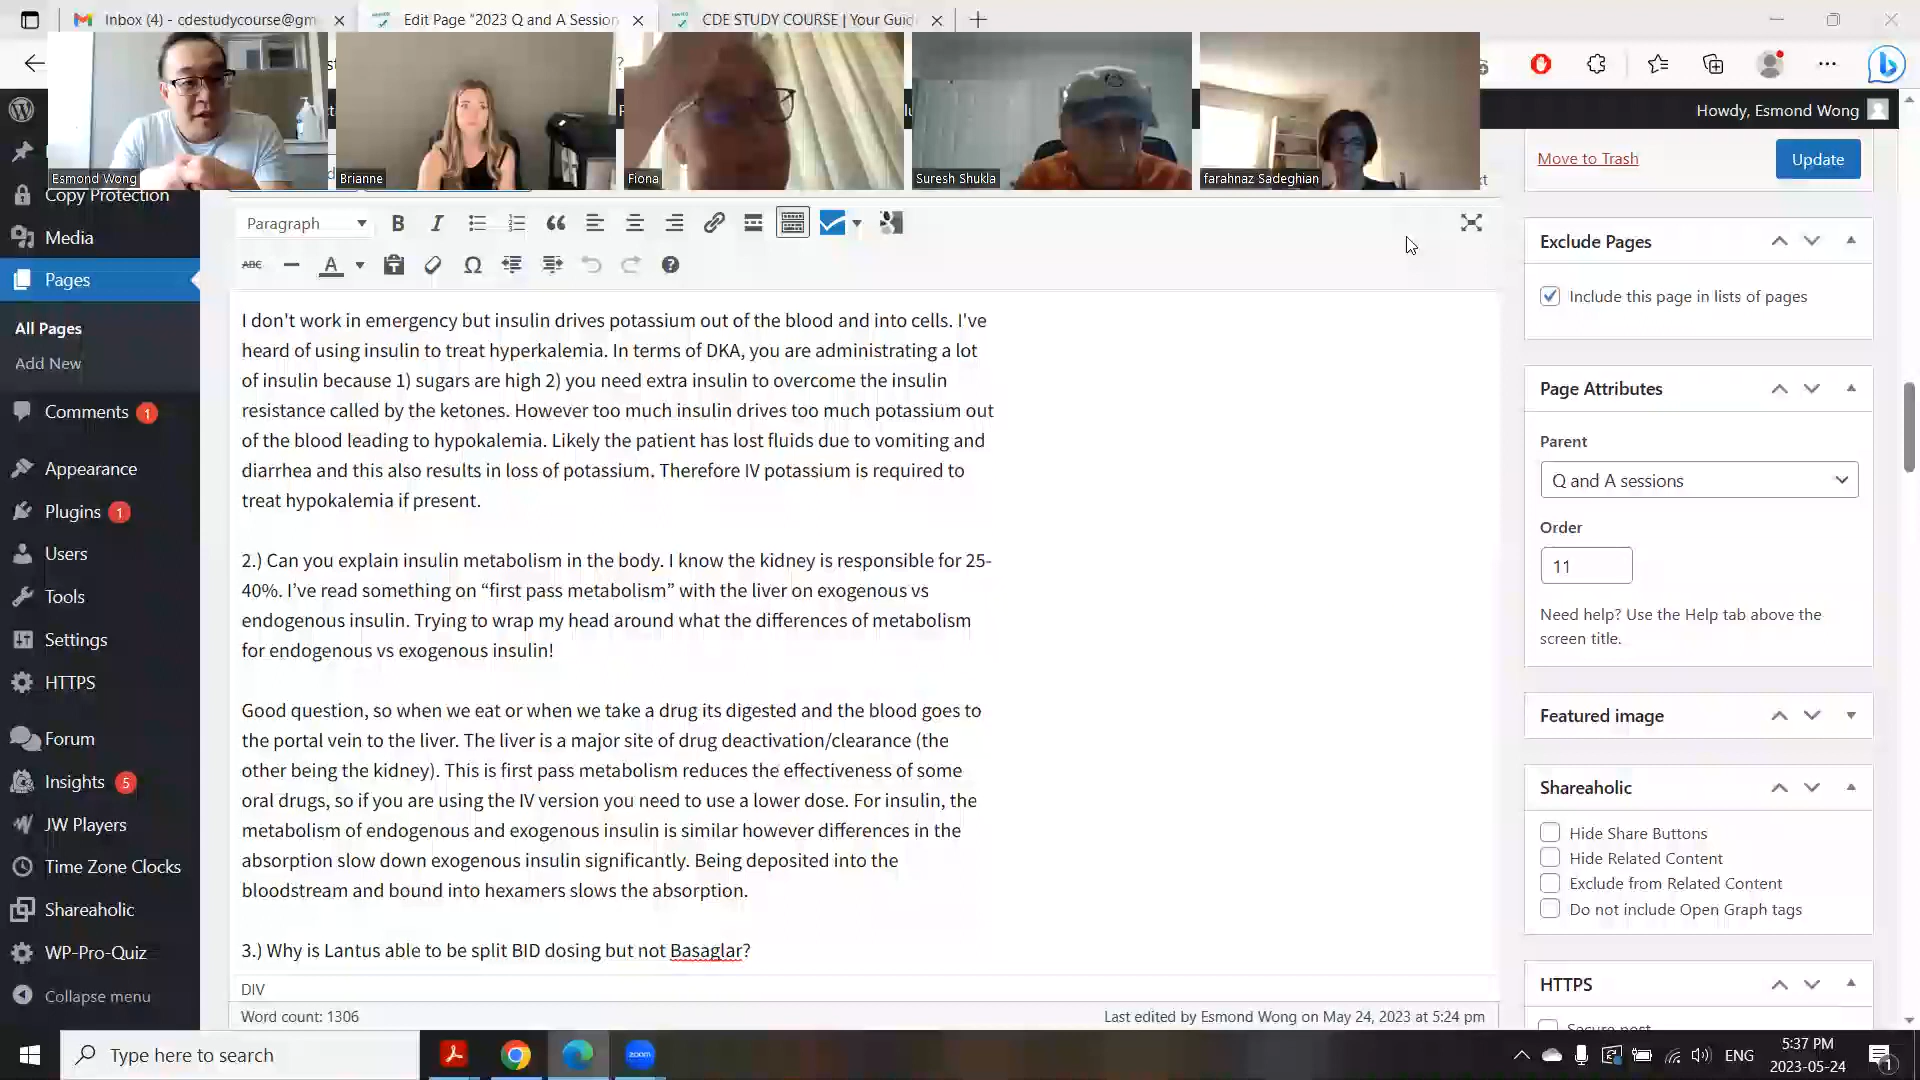 Inbox (4) - cdestudycourse@gm
Edit Page "2023 Q and A Session
CDE STUDY COURSE | Your Guid
Howdy, Esmond Wong
Esmond Wong
Brianne
Fiona
Suresh Shukla
farahnaz Sadeghian
Copy Protection
Media
Pages
All Pages
Add New
Comments 1
Appearance
Plugins 1
Users
Tools
Settings
HTTPS
Forum
Insights 5
JW Players
Time Zone Clocks
Shareaholic
WP-Pro-Quiz
Collapse menu
Paragraph
B I
ABC A Ω
I don't work in emergency but insulin drives potassium out of the blood and into cells. I've
heard of using insulin to treat hyperkalemia. In terms of DKA, you are administrating a lot
of insulin because 1) sugars are high 2) you need extra insulin to overcome the insulin
resistance called by the ketones. However too much insulin drives too much potassium out
of the blood leading to hypokalemia. Likely the patient has lost fluids due to vomiting and
diarrhea and this also results in loss of potassium. Therefore IV potassium is required to
treat hypokalemia if present.
2.) Can you explain insulin metabolism in the body. I know the kidney is responsible for 25-
40%. I've read something on “first pass metabolism” with the liver on exogenous vs
endogenous insulin. Trying to wrap my head around what the differences of metabolism
for endogenous vs exogenous insulin!
Good question, so when we eat or when we take a drug its digested and the blood goes to
the portal vein to the liver. The liver is a major site of drug deactivation/clearance (the
other being the kidney). This is first pass metabolism reduces the effectiveness of some
oral drugs, so if you are using the IV version you need to use a lower dose. For insulin, the
metabolism of endogenous and exogenous insulin is similar however differences in the
absorption slow down exogenous insulin significantly. Being deposited into the
bloodstream and bound into hexamers slows the absorption.
3.) Why is Lantus able to be split BID dosing but not Basaglar?
DIV
Word count: 1306
Last edited by Esmond Wong on May 24, 2023 at 5:24 pm
Move to Trash
Update
Exclude Pages
Include this page in lists of pages
Page Attributes
Parent
Q and A sessions
Order
11
Need help? Use the Help tab above the
screen title.
Featured image
Shareaholic
Hide Share Buttons
Hide Related Content
Exclude from Related Content
Do not include Open Graph tags
HTTPS
Secure post
Type here to search
zoom
ENG
5:37 PM
2023-05-24
1